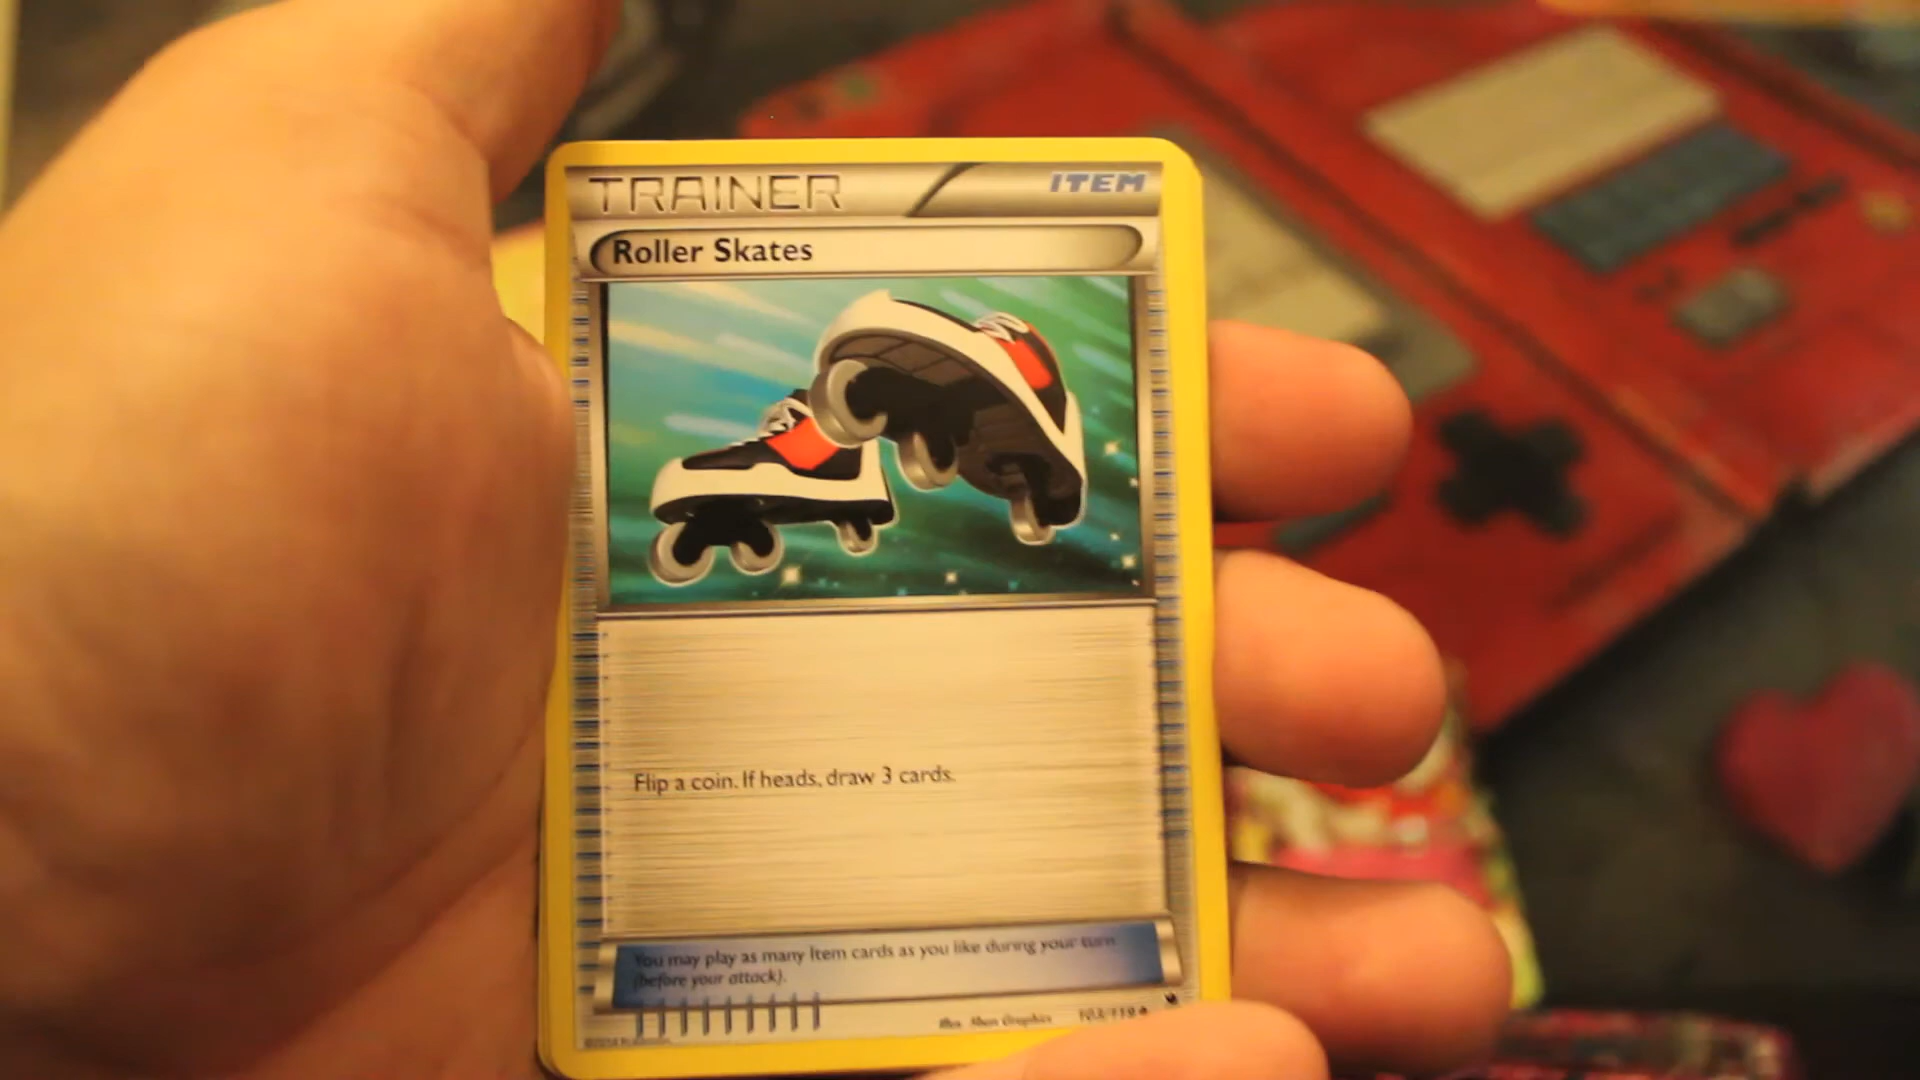 TRAINER
ITEM
Roller Skates
Flip a coin. If heads, draw 3 cards.
You may play as many Item cards as you like during your turn
(before your attack).
Illus.